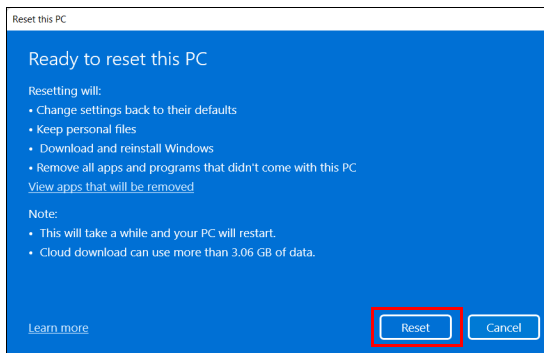 Reset this PC
Ready to reset this PC
Resetting will:
• Change settings back to their defaults
• Keep personal files
• Download and reinstall Windows
• Remove all apps and programs that didn't come with this PC
View apps that will be removed
Note:
• This will take a while and your PC will restart.
• Cloud download can use more than 3.06 GB of data.
Learn more
Reset
Cancel